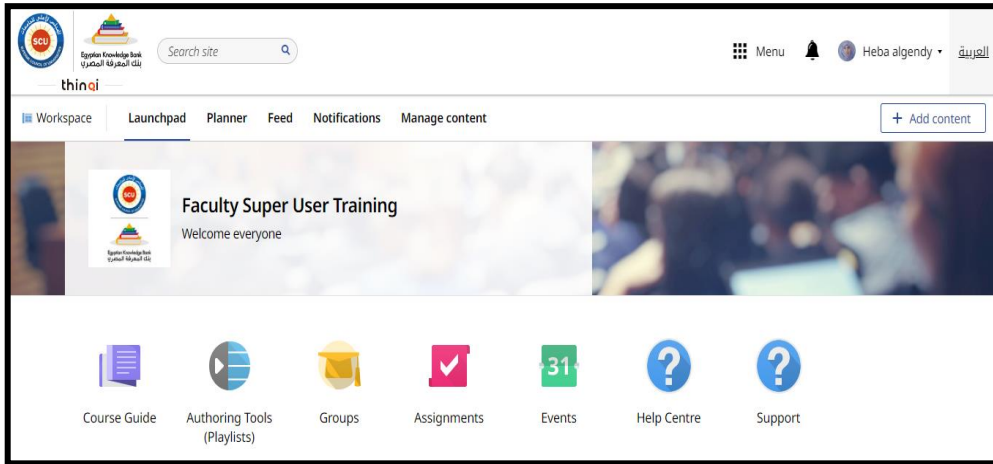 SCU
Egyptian Knowledge Bank
بنك المعرفة المصري
thinqi
Search site
Menu
Heba algendy
العربية
Workspace
Launchpad
Planner
Feed
Notifications
Manage content
+ Add content
SCU
Egyptian Knowledge Bank
بنك المعرفة المصري
Faculty Super User Training
Welcome everyone
31
?
?
Course Guide
Authoring Tools
(Playlists)
Groups
Assignments
Events
Help Centre
Support